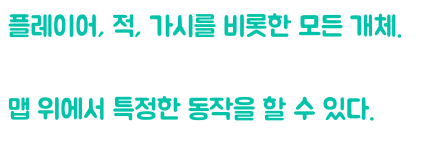 플레이어, 적, 가시를 비롯한 모든 개체.
맵 위에서 특정한 동작을 할 수 있다.